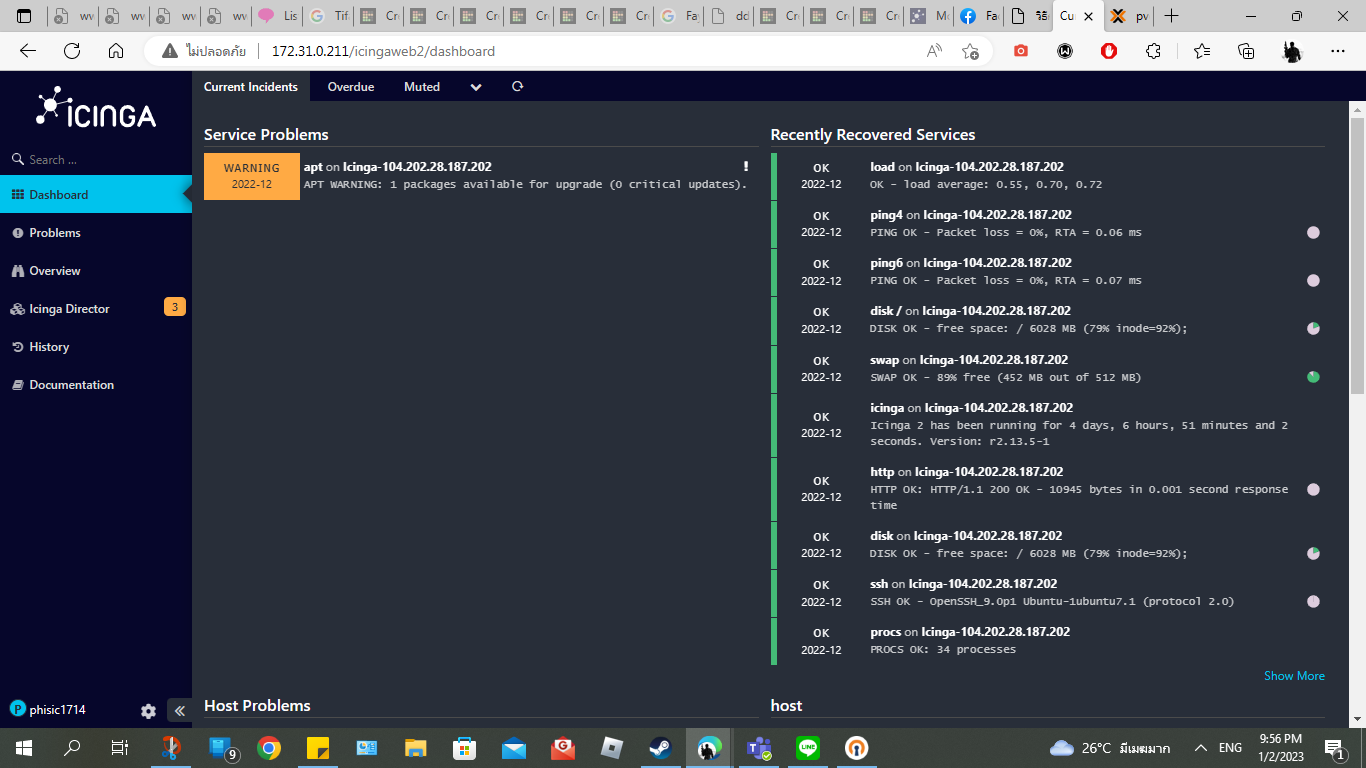 wv
wv
wv
wv
Lis
Tif
Cr
Cr
Cr
Cr
Cr
Cr
Fa
dcl
Cr
Cr
Cr
Mo
Fac
วิธี
Cu
pv
ไม่ปลอดภัย
172.31.0.211/icingaweb2/dashboard
ICINGA
Search ...
Dashboard
Problems
Overview
Icinga Director
3
History
Documentation
phisic1714
Current Incidents
Overdue
Muted
Service Problems
WARNING
2022-12
apt on Icinga-104.202.28.187.202
APT WARNING: 1 packages available for upgrade (0 critical updates).
Host Problems
Recently Recovered Services
OK
2022-12
load on Icinga-104.202.28.187.202
OK - load average: 0.55, 0.70, 0.72
OK
2022-12
ping4 on Icinga-104.202.28.187.202
PING OK - Packet loss = 0%, RTA = 0.06 ms
OK
2022-12
ping6 on Icinga-104.202.28.187.202
PING OK - Packet loss = 0%, RTA = 0.07 ms
OK
2022-12
disk / on Icinga-104.202.28.187.202
DISK OK - free space: / 6028 MB (79% inode=92%);
OK
2022-12
swap on Icinga-104.202.28.187.202
SWAP OK - 89% free (452 MB out of 512 MB)
OK
2022-12
icinga on Icinga-104.202.28.187.202
Icinga 2 has been running for 4 days, 6 hours, 51 minutes and 2
seconds. Version: r2.13.5-1
OK
2022-12
http on Icinga-104.202.28.187.202
HTTP OK: HTTP/1.1 200 OK - 10945 bytes in 0.001 second response
time
OK
2022-12
disk on Icinga-104.202.28.187.202
DISK OK - free space: / 6028 MB (79% inode=92%);
OK
2022-12
ssh on Icinga-104.202.28.187.202
SSH OK - OpenSSH_9.0p1 Ubuntu-1ubuntu7.1 (protocol 2.0)
OK
2022-12
procs on Icinga-104.202.28.187.202
PROCS OK: 34 processes
Show More
host
9
26°C มีเมฆมาก
ENG
9:56 PM
1/2/2023
1